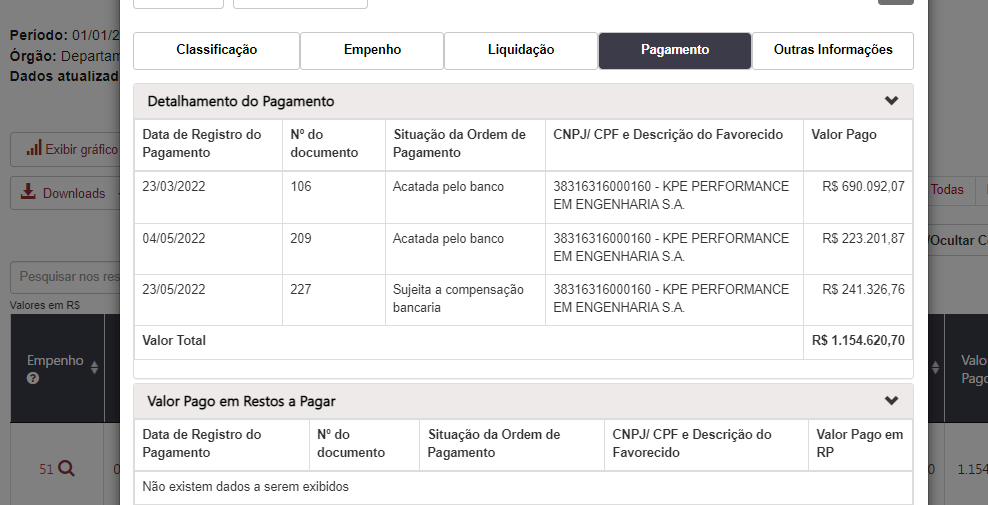 Período: 01/01/2
Órgão: Departam
Dados atualizad
Classificação
Empenho
Liquidação
Pagamento
Outras Informações
Exibir gráfico
Downloads
Todas
/Ocultar C
Pesquisar nos res
Valores em R$
Detalhamento do Pagamento
Data de Registro do Pagamento Nº do documento Situação da Ordem de Pagamento CNPJ/ CPF e Descrição do Favorecido Valor Pago
23/03/2022 106 Acatada pelo banco 38316316000160 - KPE PERFORMANCE EM ENGENHARIA S.A. R$ 690.092,07
04/05/2022 209 Acatada pelo banco 38316316000160 - KPE PERFORMANCE EM ENGENHARIA S.A. R$ 223.201,87
23/05/2022 227 Sujeita a compensação bancaria 38316316000160 - KPE PERFORMANCE EM ENGENHARIA S.A. R$ 241.326,76
Valor Total R$ 1.154.620,70
Empenho
Valo
Pago
Valor Pago em Restos a Pagar
Data de Registro do Pagamento Nº do documento Situação da Ordem de Pagamento CNPJ/ CPF e Descrição do Favorecido Valor Pago em RP
Não existem dados a serem exibidos
51
0
0
1.154